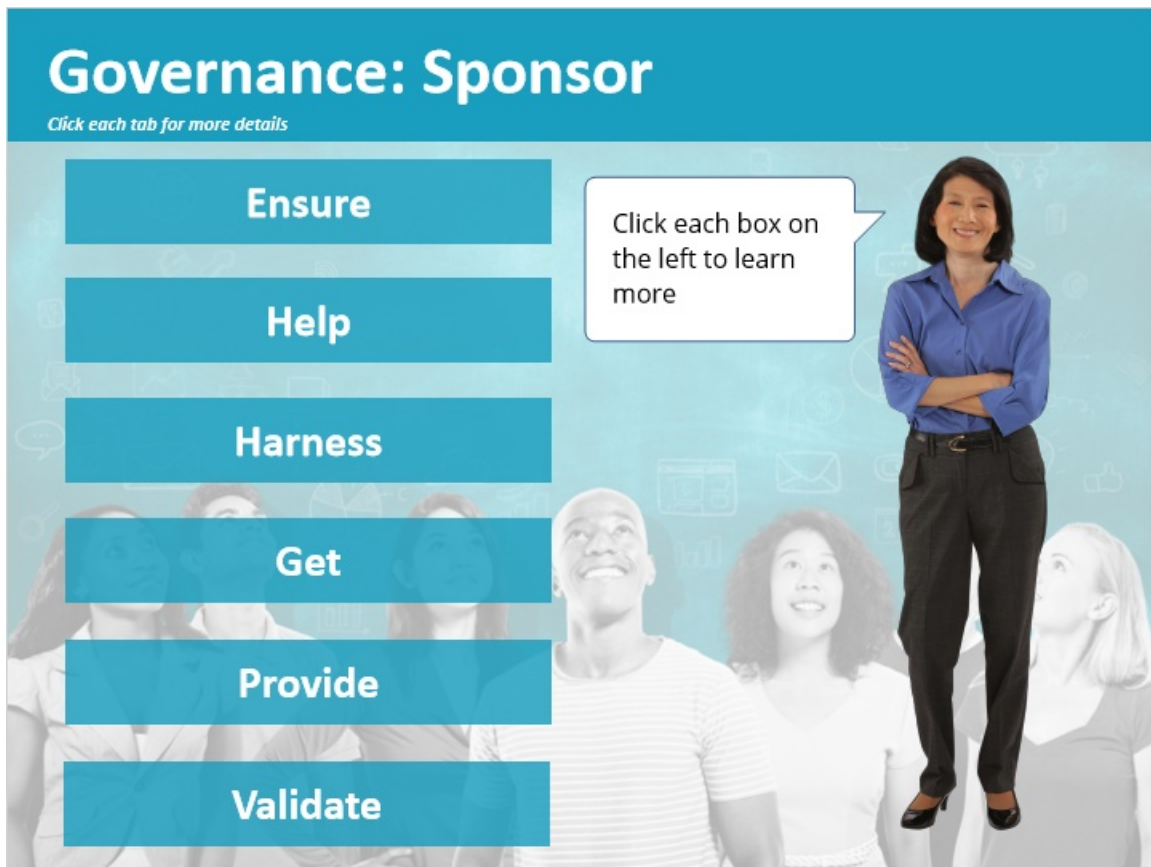 Governance: Sponsor
Click each tab for more details
Ensure
Help
Harness
Get
Provide
Validate
Click each box on
the left to learn
more